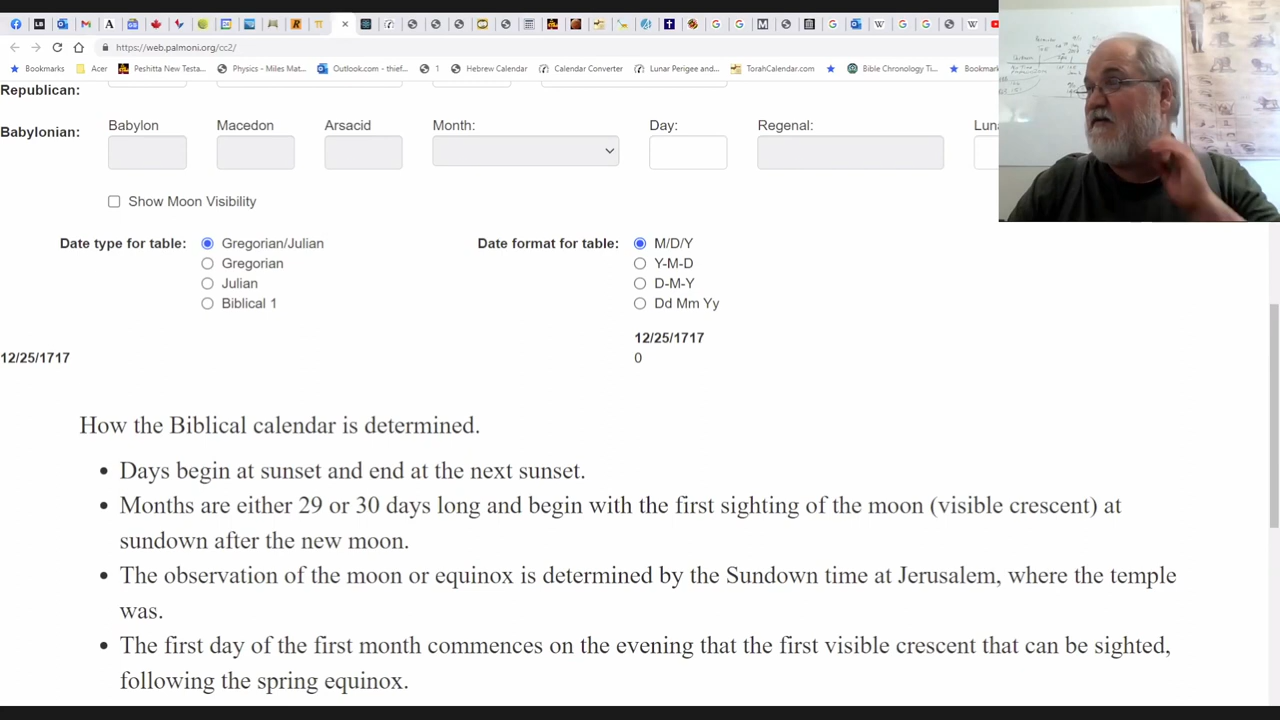 https://web.palmoni.org/cc2/
Bookmarks Acer Peshitta New Testa... Physics – Miles Mat... Outlook.com - thief... 1 Hebrew Calendar Calendar Converter Lunar Perigee and... TorahCalendar.com Bible Chronology Ti... Bookmark
Republican:
Babylonian: Babylon Macedon Arsacid Month: Day: Regenal: Luna
Show Moon Visibility
Date type for table: Gregorian/Julian Date format for table: M/D/Y
Gregorian Y-M-D
Julian D-M-Y
Biblical 1 Dd Mm Yy
12/25/1717
12/25/1717 0
How the Biblical calendar is determined.
• Days begin at sunset and end at the next sunset.
• Months are either 29 or 30 days long and begin with the first sighting of the moon (visible crescent) at
sundown after the new moon.
• The observation of the moon or equinox is determined by the Sundown time at Jerusalem, where the temple
was.
• The first day of the first month commences on the evening that the first visible crescent that can be sighted,
following the spring equinox.